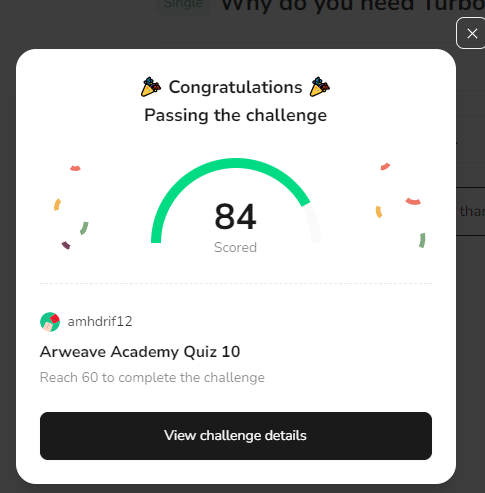 Single Why do you need Turbo
Congratulations
Passing the challenge
84
Scored
than
amhdrif12
Arweave Academy Quiz 10
Reach 60 to complete the challenge
View challenge details